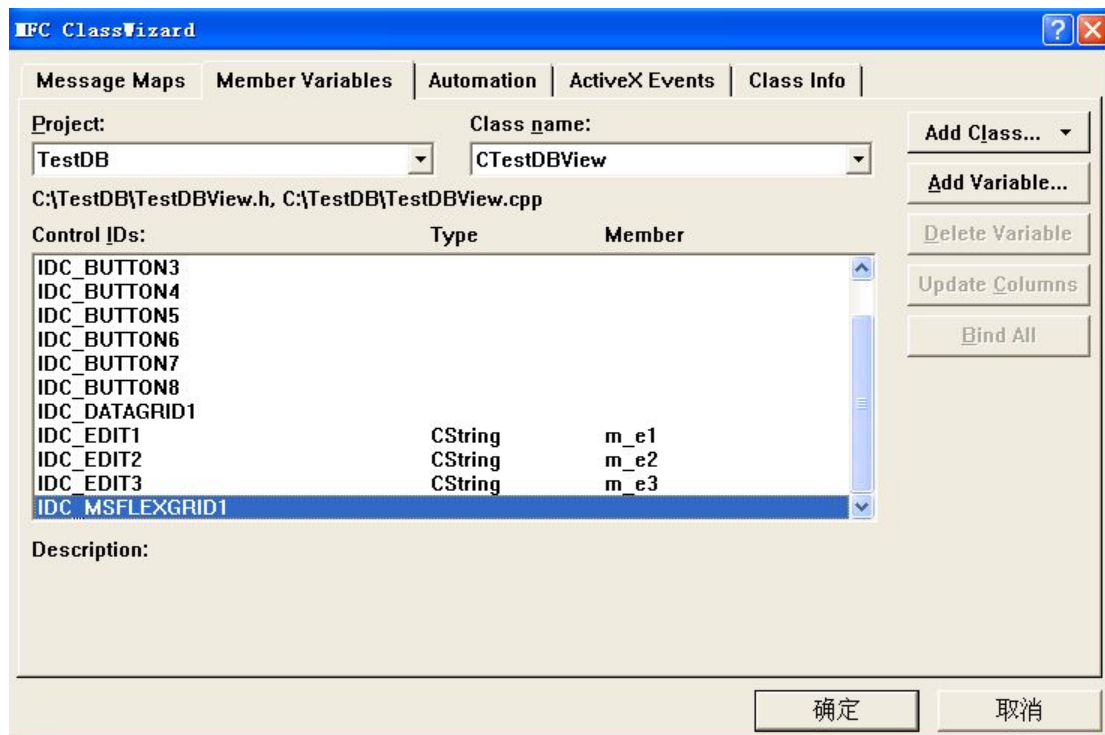 MFC ClassWizard
Message Maps Member Variables Automation ActiveX Events Class Info
Project: Class name:
Add Class...
TestDB CTestDBView
Add Variable...
C:\TestDB\TestDBView.h, C:\TestDB\TestDBView.cpp
Control IDs: Type Member
Delete Variable
IDC_BUTTON3
IDC_BUTTON4
Update Columns
IDC_BUTTON5
IDC_BUTTON6
Bind All
IDC_BUTTON7
IDC_BUTTON8
IDC_DATAGRID1
IDC_EDIT1 CString m_e1
IDC_EDIT2 CString m_e2
IDC_EDIT3 CString m_e3
IDC_MSFLEXGRID1
Description:
确定 取消